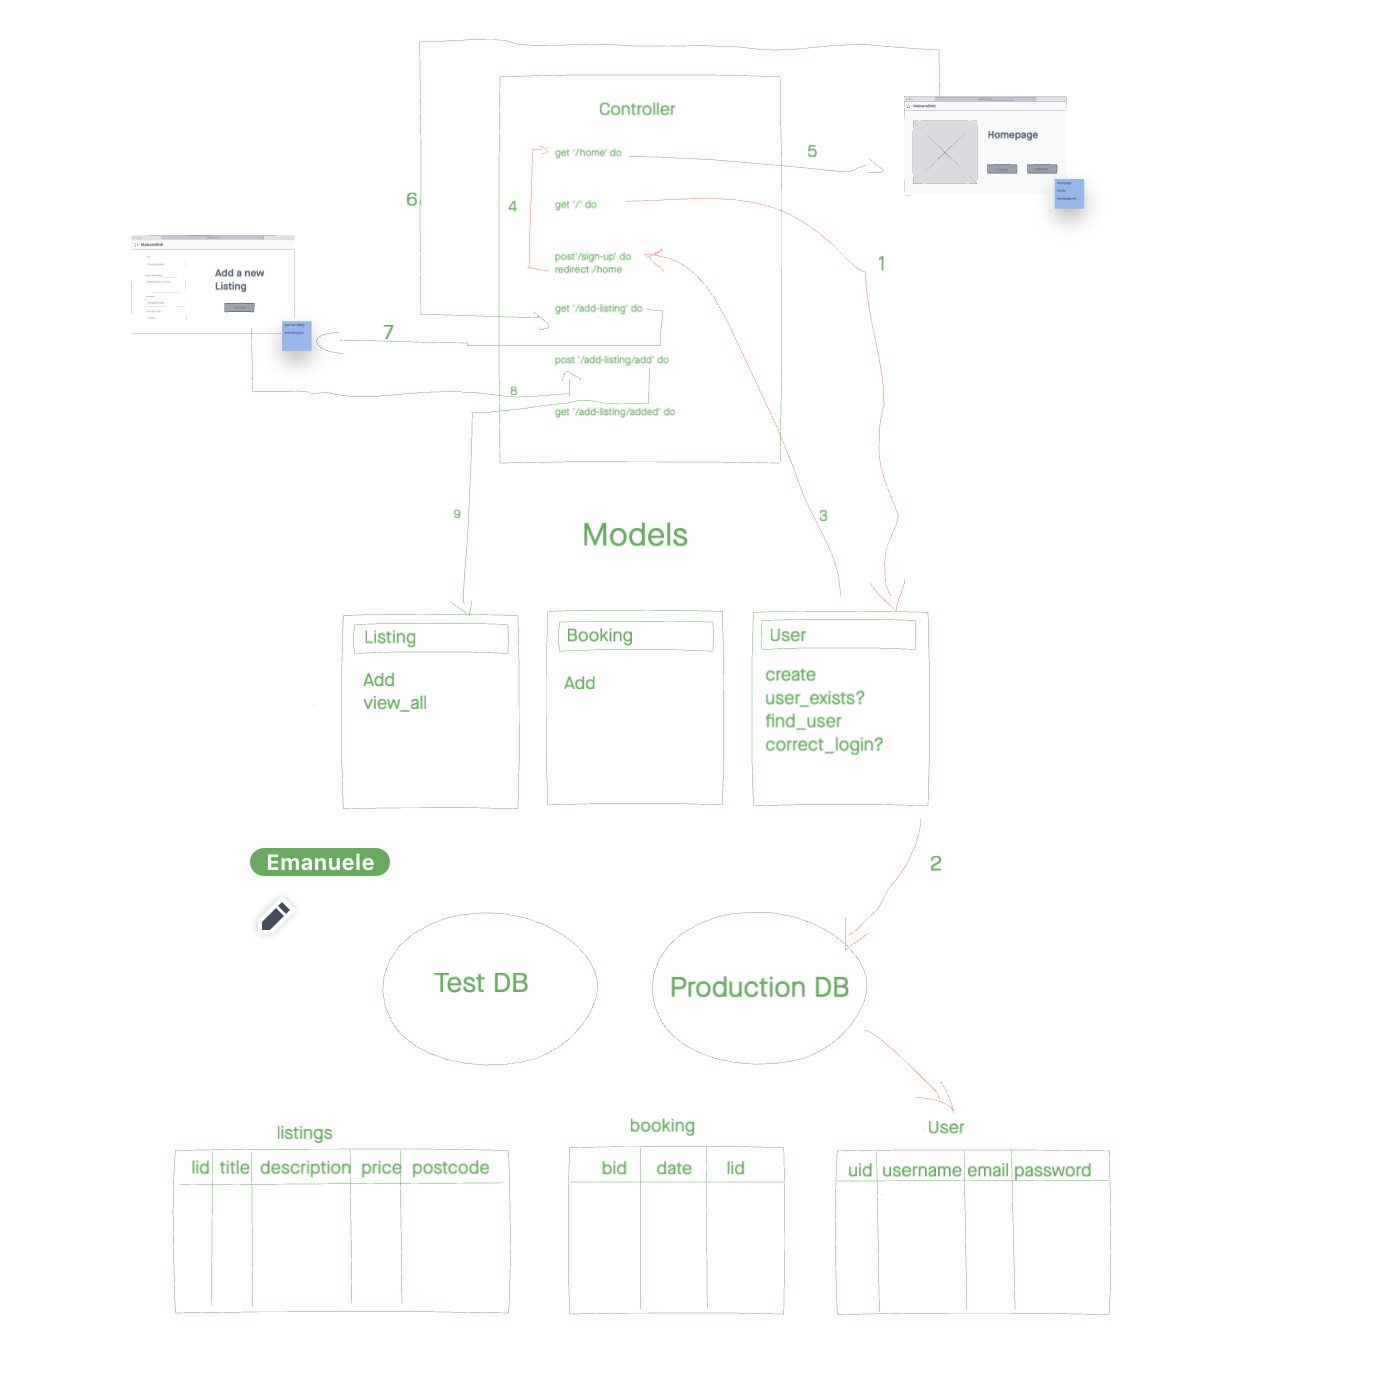 Controller
get '/home' do
get '/' do
post'/sign-up' do
redirect /home
get '/add-listing' do
post '/add-listing/add' do
get '/add-listing/added' do
5
4
6
1
7
8
9
3
MakersBnb
Homepage
MakersBnb
Add a new
Listing
Models
Listing
Add
view_all
Booking
Add
User
create
user_exists?
find_user
correct_login?
2
Emanuele
Test DB
Production DB
listings
lid title description price postcode
booking
bid date lid
User
uid username email password